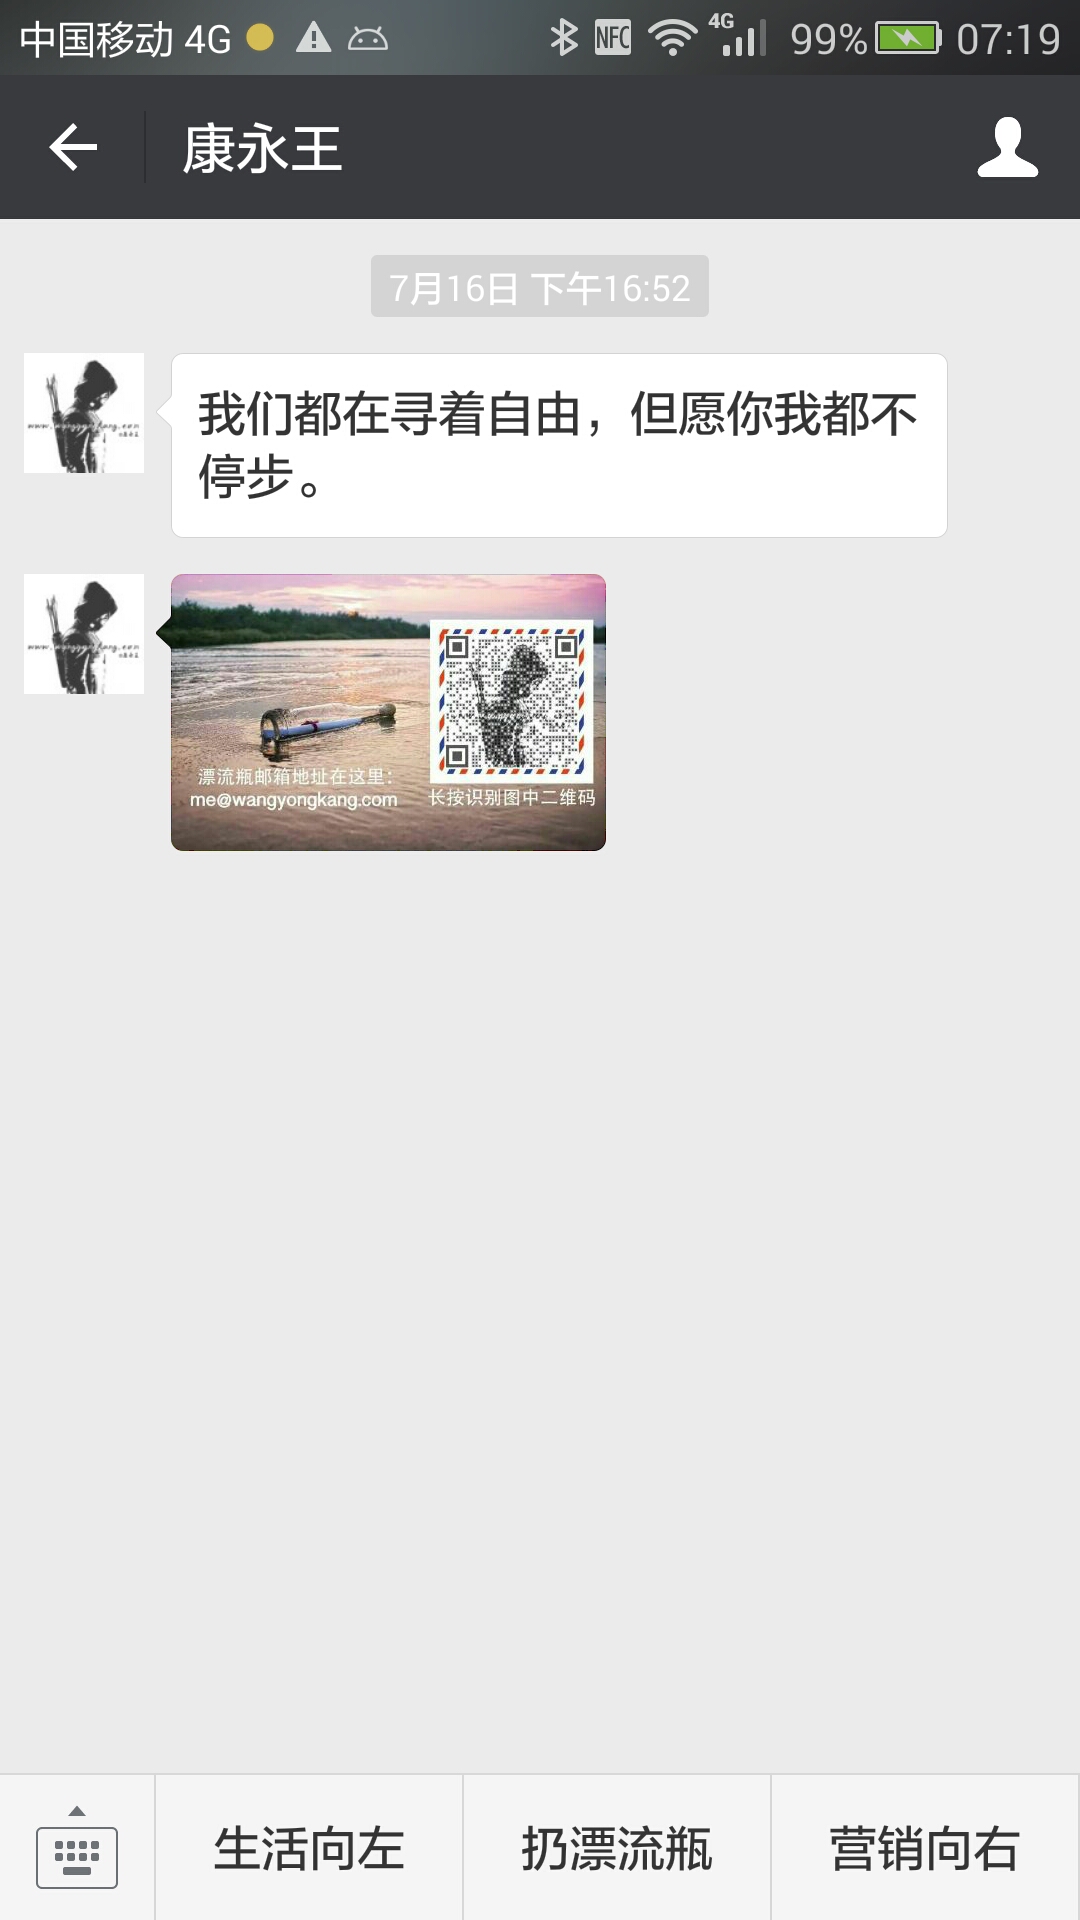 中国移动 4G
NFC
4G
99%
07:19
康永王
7月16日 下午16:52
我们都在寻着自由，但愿你我都不
停步。
漂流瓶邮箱地址在这里：
me@wangyongkang.com
长按识别图中二维码
生活向左
扔漂流瓶
营销向右